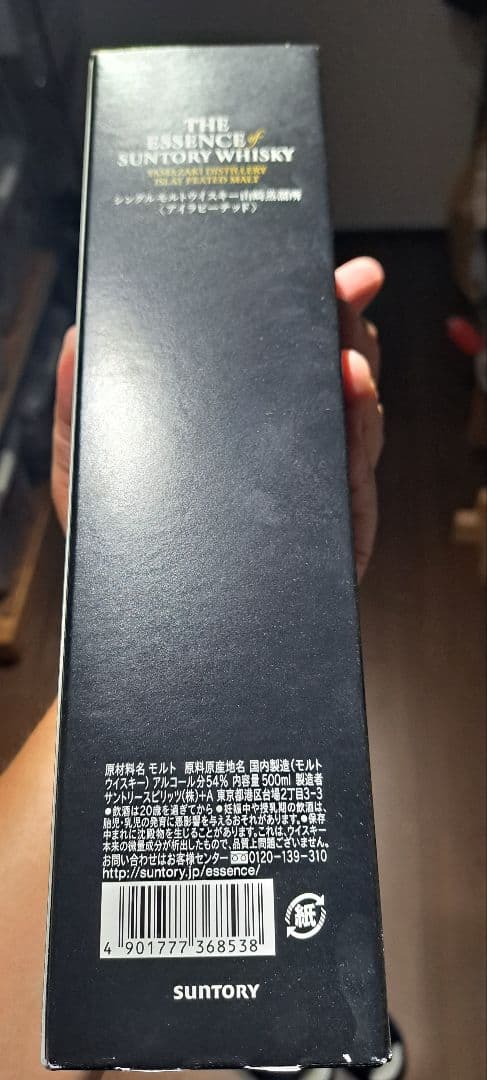 THE
ESSENCE of
SUNTORY WHISKY
YAMAZAKI DISTILLERY
ISLAY PEATED MALT
シングルモルトウイスキー山崎蒸溜所
〈アイラピーテッド〉
原材料名 モルト 原料原産地名 国内製造(モルト
ウイスキー) アルコール分54% 内容量500ml 製造者
サントリースピリッツ(株)+A 東京都港区台場2丁目3-3
●飲酒は20歳を過ぎてから ●妊娠中や授乳期の飲酒は、
胎児・乳児の発育に悪影響を与えるおそれがあります。●保存
中まれに沈殿物を生じることがあります。これは、ウイスキー
本来の微量成分が析出したもので、品質上問題ございません。
お問い合わせはお客様センター 0120-139-310
http://suntory.jp/essence/
4 901777 368538
紙
SUNTORY